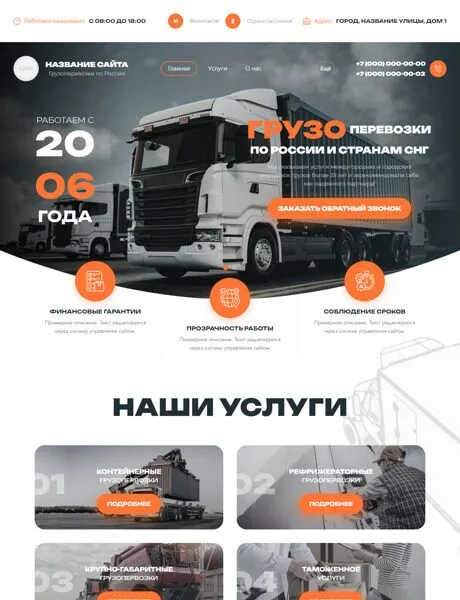 Работаем ежедневно С 08:00 ДО 18:00
Вконтакте
Одноклассники
Адрес: ГОРОД, НАЗВАНИЕ УЛИЦЫ, ДОМ 1
НАЗВАНИЕ САЙТА
Грузоперевозки по России
Главная
Услуги
О нас
Ещё
+7 (000) 000-00-00
+7 (000) 000-00-02
РАБОТАЕМ С
20
06
ГОДА
ГРУЗО ПЕРЕВОЗКИ
ПО РОССИИ И СТРАНАМ СНГ
ЗАКАЗАТЬ ОБРАТНЫЙ ЗВОНОК
ФИНАНСОВЫЕ ГАРАНТИИ
Примерное описание. Текст редактируется
через систему управления сайтом.
ПРОЗРАЧНОСТЬ РАБОТЫ
Примерное описание. Текст редактируется
через систему управления сайтом.
СОБЛЮДЕНИЕ СРОКОВ
Примерное описание. Текст редактируется
через систему управления сайтом.
НАШИ УСЛУГИ
01
КОНТЕЙНЕРНЫЕ
ГРУЗОПЕРЕВОЗКИ
ПОДРОБНЕЕ
02
РЕФРИЖЕРАТОРНЫЕ
ГРУЗОПЕРЕВОЗКИ
ПОДРОБНЕЕ
03
КРУПНО-ГАБАРИТНЫЕ
ГРУЗОПЕРЕВОЗКИ
ПОДРОБНЕЕ
04
ТАМОЖЕННОЕ
УСЛУГИ
ПОДРОБНЕЕ